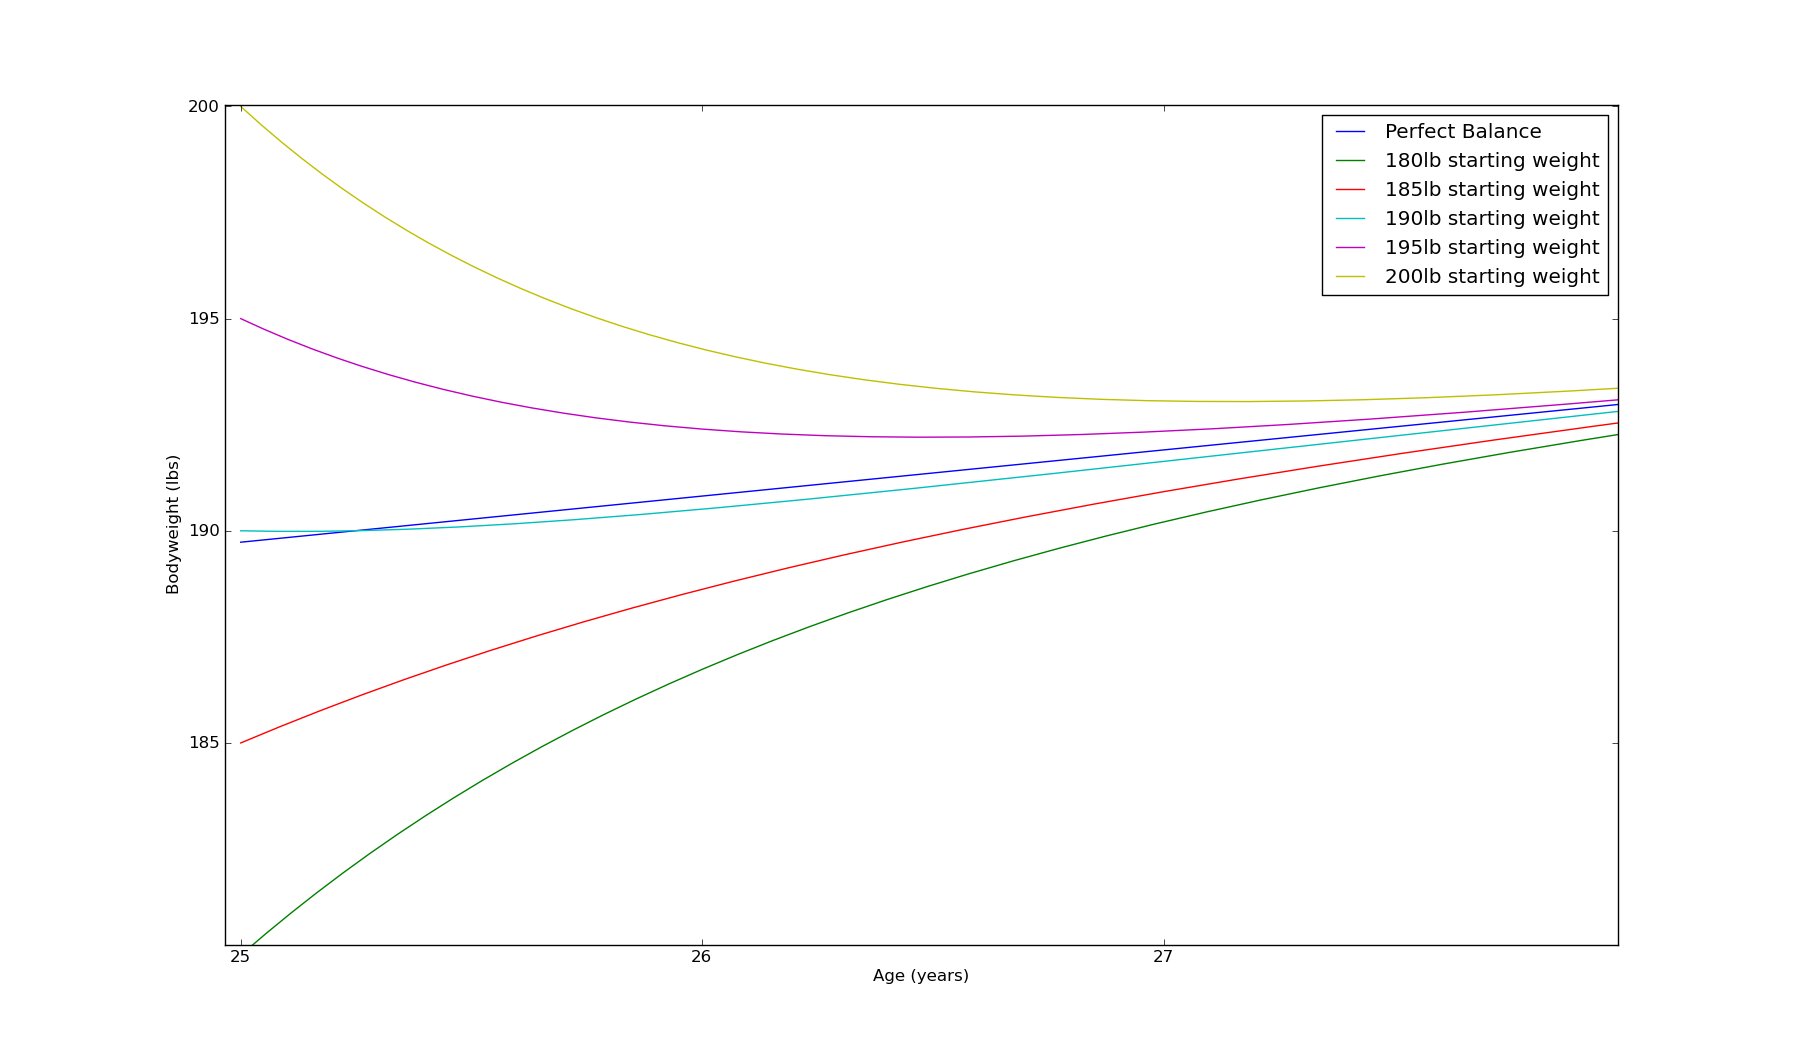 200
195
190
185
Bodyweight (lbs)
25
26
27
Age (years)
Perfect Balance
180lb starting weight
185lb starting weight
190lb starting weight
195lb starting weight
200lb starting weight